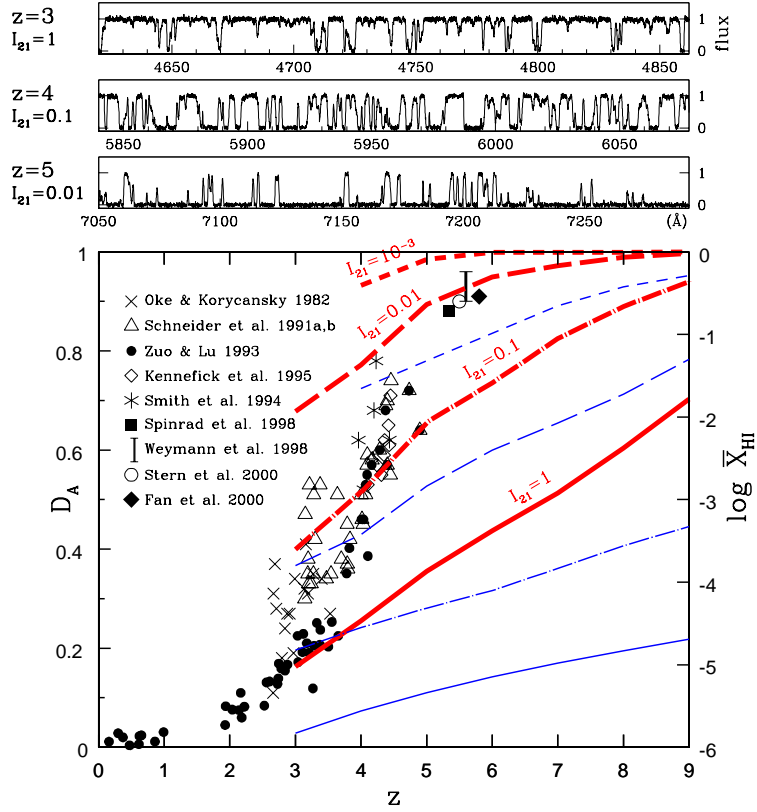 z=3
I₂₁=1
1
0
flux
4650 4700 4750 4800 4850
z=4
I₂₁=0.1
1
0
5850 5900 5950 6000 6050
z=5
I₂₁=0.01
1
0
7050 7100 7150 7200 7250 (Å)
1
0.8
0.6
0.4
0.2
0
D_A
Oke & Korycansky 1982
Schneider et al. 1991a,b
Zuo & Lu 1993
Kennefick et al. 1995
Smith et al. 1994
Spinrad et al. 1998
Weymann et al. 1998
Stern et al. 2000
Fan et al. 2000
I₂₁=10⁻³
I₂₁=0.01
I₂₁=0.1
I₂₁=1
0
-1
-2
-3
-4
-5
-6
log X̅_HI
0 1 2 3 4 5 6 7 8 9
z